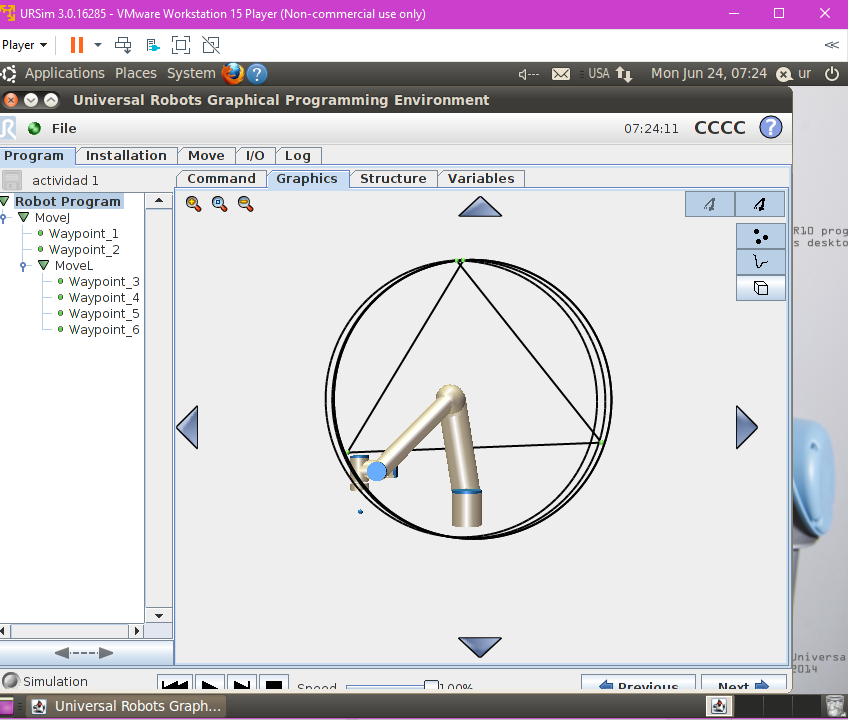 URSim 3.0.16285 - VMware Workstation 15 Player (Non-commercial use only)
Player
Applications Places System ? USA Mon Jun 24, 07:24 ur
Universal Robots Graphical Programming Environment
File 07:24:11 CCCC ?
Program Installation Move I/O Log
actividad 1 Command Graphics Structure Variables
Robot Program
MoveJ
Waypoint_1
Waypoint_2
MoveL
Waypoint_3
Waypoint_4
Waypoint_5
Waypoint_6
R10 prog
s deskto
Universa
2014
Simulation Speed 100% Previous Next
Universal Robots Graph...